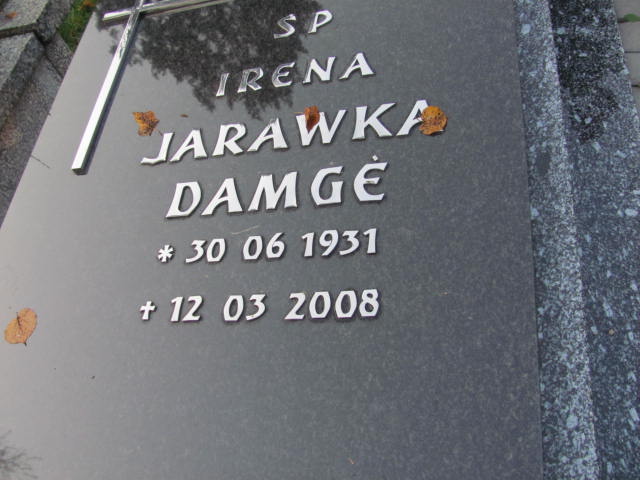 SP
IRENA
JARAWKA
DAMGĖ
* 30 06 1931
✝ 12 03 2008